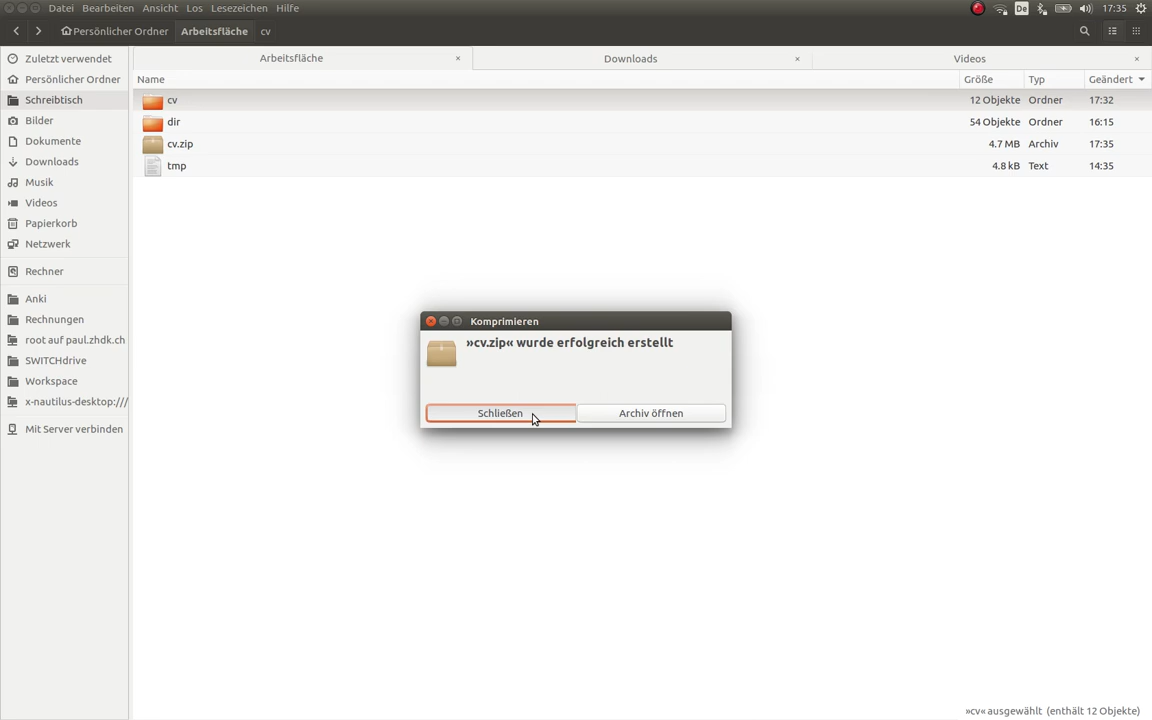 Datei Bearbeiten Ansicht Los Lesezeichen Hilfe De 17:35
Persönlicher Ordner Arbeitsfläche cv
Zuletzt verwendet
Persönlicher Ordner
Schreibtisch
Bilder
Dokumente
Downloads
Musik
Videos
Papierkorb
Netzwerk
Rechner
Anki
Rechnungen
root auf paul.zhdk.ch
SWITCHdrive
Workspace
x-nautilus-desktop:///
Mit Server verbinden
Arbeitsfläche Downloads Videos
Name Größe Typ Geändert
cv 12 Objekte Ordner 17:32
dir 54 Objekte Ordner 16:15
cv.zip 4.7 MB Archiv 17:35
tmp 4.8 kB Text 14:35
Komprimieren
»cv.zip« wurde erfolgreich erstellt
Schließen Archiv öffnen
»cv« ausgewählt (enthält 12 Objekte)